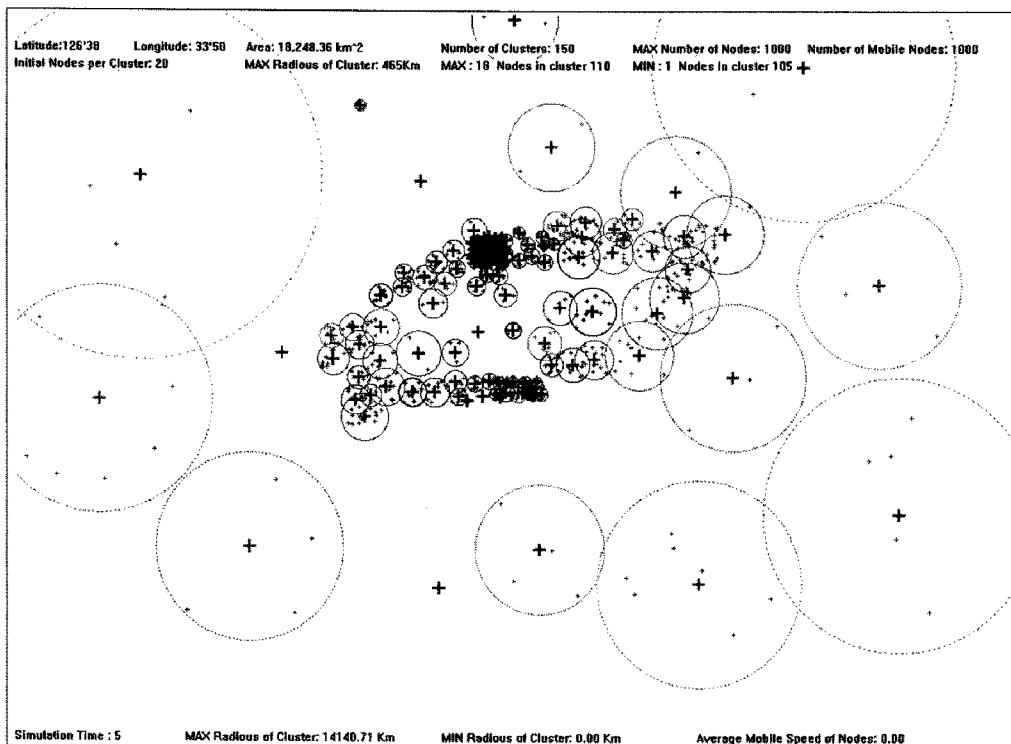 Latitude:126'30 Longitude: 33'50 Area: 18,248.36 km^2 Number of Clusters: 150 MAX Number of Nodes: 1000 Number of Mobile Nodes: 1000
Initial Nodes per Cluster: 20 MAX Radious of Cluster: 465Km MAX : 18 Nodes in cluster 110 MIN : 1 Nodes in cluster 105
Simulation Time : 5 MAX Radious of Cluster: 14140.71 Km MIN Radious of Cluster: 0.00 Km Average Mobile Speed of Nodes: 0.00